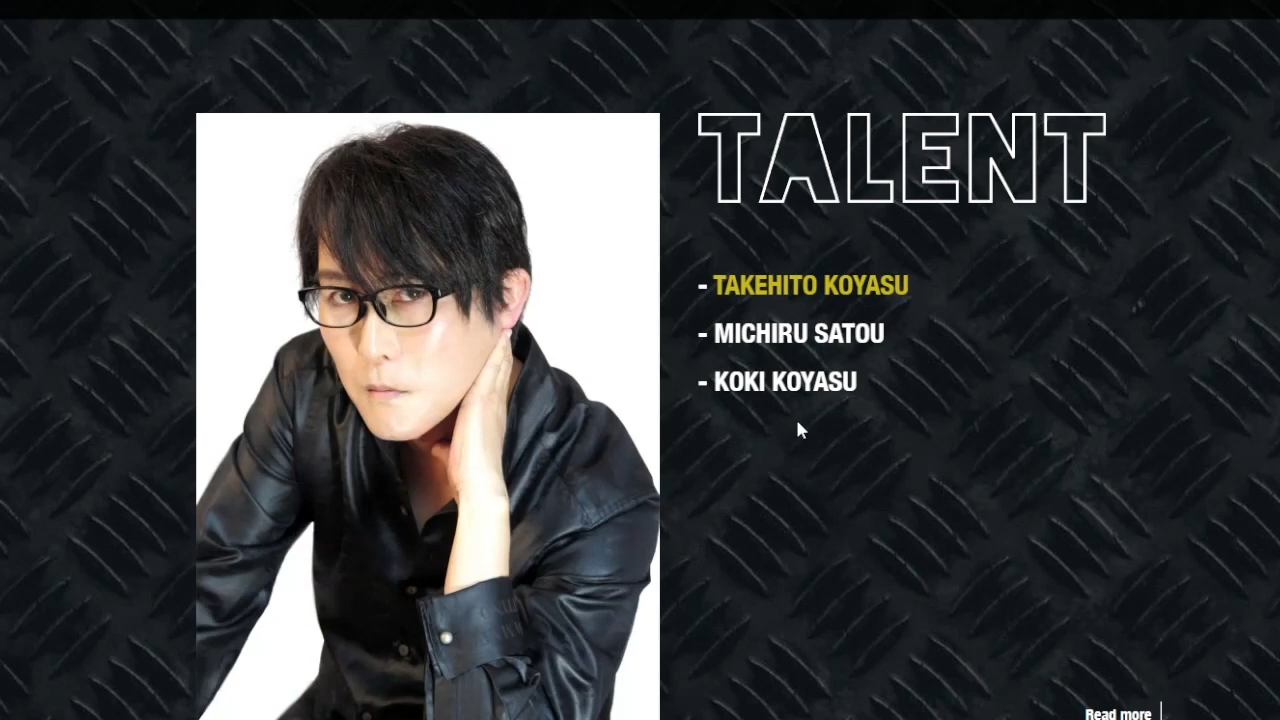 TALENT
- TAKEHITO KOYASU
- MICHIRU SATOU
- KOKI KOYASU
Read more